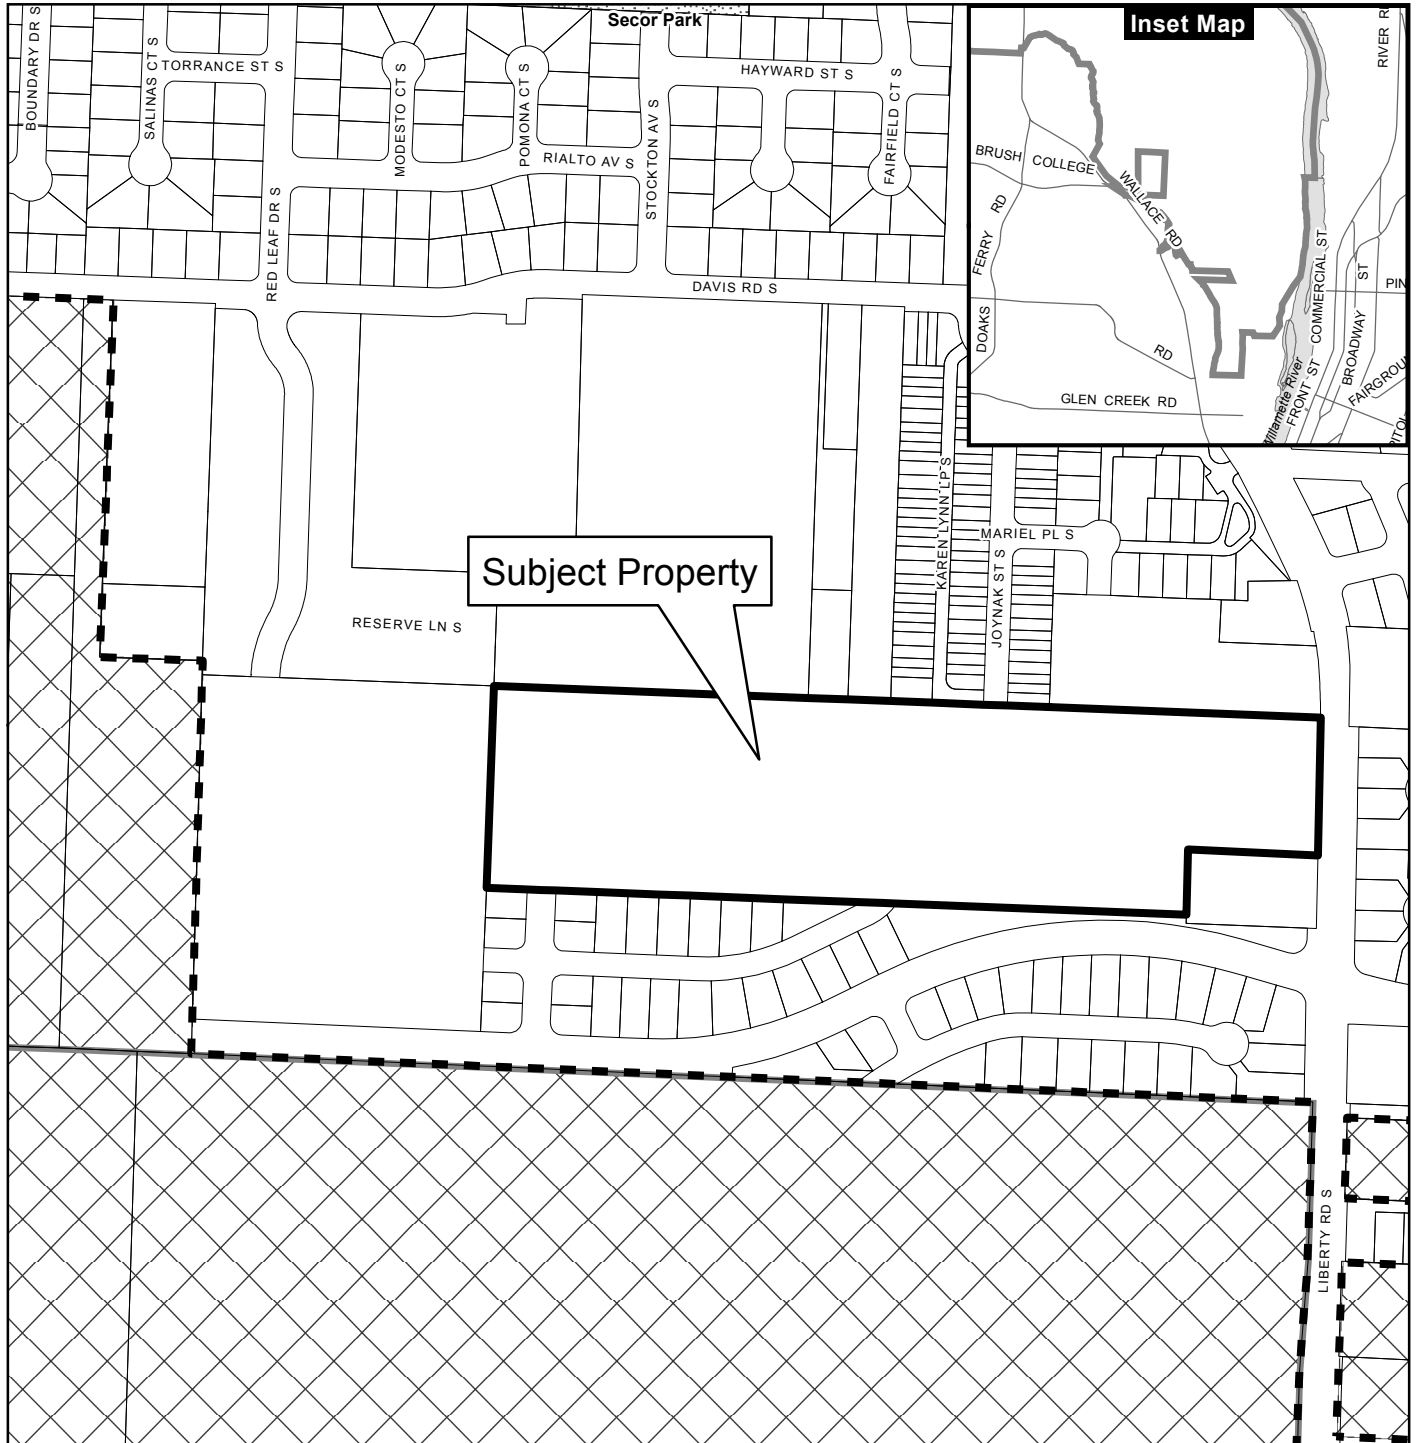 Secor Park
Inset Map
BOUNDARY DR S
SALINAS CT S
TORRANCE ST S
MODESTO CT S
POMONA CT S
RIALTO AV S
STOCKTON AV S
HAYWARD ST S
FAIRFIELD CT S
RED LEAF DR S
DAVIS RD S
RIVER R
BRUSH COLLEGE
RD
WALLACE RD
FERRY
DOAKS
RD
GLEN CREEK RD
Willamette River
FRONT ST
COMMERCIAL ST
BROADWAY ST
PIN
FAIRGROU
PITOL
KAREN LYNN LP S
MARIEL PL S
JOYNAK ST S
Subject Property
RESERVE LN S
LIBERTY RD S